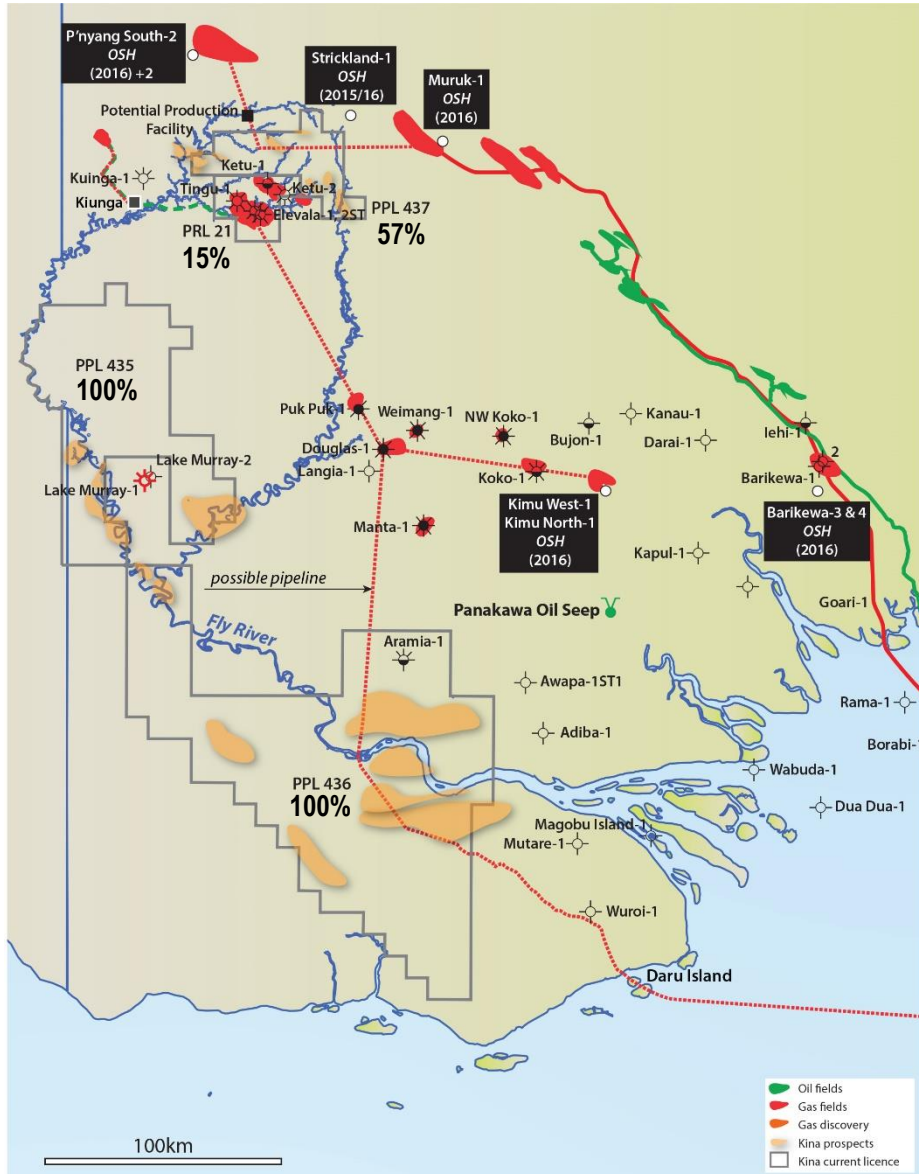 P'nyang South-2
OSH
(2016) +2
Strickland-1
OSH
(2015/16)
Muruk-1
OSH
(2016)
Potential Production
Facility
Ketu-1
Kuinga-1
Kiunga
Tingu-1
Ketu-2
Elevala-1, 2ST
PPL 437
57%
PRL 21
15%
PPL 435
100%
Puk Puk-1
Weimang-1
NW Koko-1
Bujon-1
Kanau-1
Darai-1
Iehi-1
Douglas-1
Langia-1
Koko-1
2
Barikewa-1
Lake Murray-2
Lake Murray-1
Kimu West-1
Kimu North-1
OSH
(2016)
Barikewa-3 & 4
OSH
(2016)
Manta-1
Kapul-1
possible pipeline
Panakawa Oil Seep
Goari-1
Fly River
Aramia-1
Awapa-1ST1
Rama-1
Adiba-1
Borabi-1
Wabuda-1
PPL 436
100%
Dua Dua-1
Magobu Island-1
Mutare-1
Wuroi-1
Daru Island
Oil fields
Gas fields
Gas discovery
Kina prospects
Kina current licence
100km